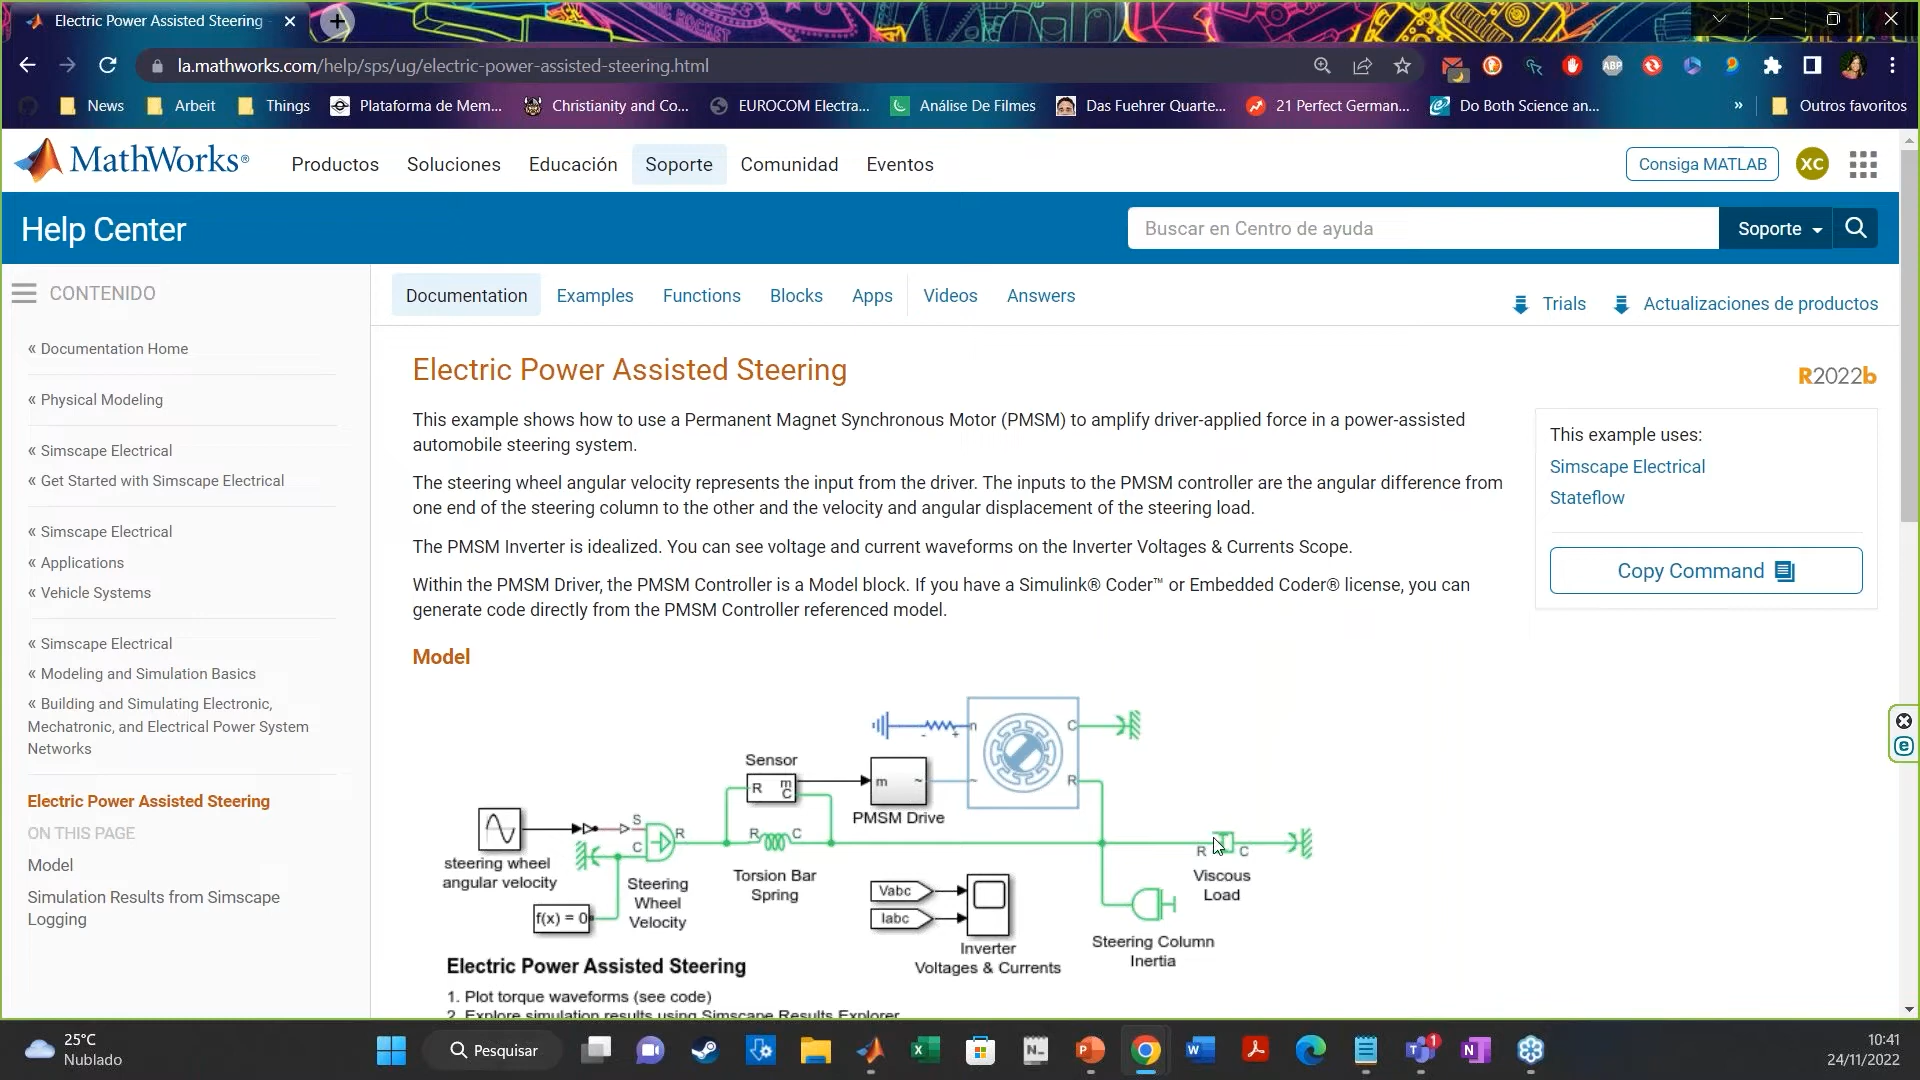 Electric Power Assisted Steering
la.mathworks.com/help/sps/ug/electric-power-assisted-steering.html
News
Arbeit
Things
Plataforma de Mem...
Christianity and Co...
EUROCOM Electra...
Análise De Filmes
Das Fuehrer Quarte...
21 Perfect German...
Do Both Science an...
»
Outros favoritos
MathWorks®
Productos
Soluciones
Educación
Soporte
Comunidad
Eventos
Consiga MATLAB
XC
Help Center
Buscar en Centro de ayuda
Soporte
CONTENIDO
Documentation
Examples
Functions
Blocks
Apps
Videos
Answers
Trials
Actualizaciones de productos
« Documentation Home
« Physical Modeling
« Simscape Electrical
« Get Started with Simscape Electrical
« Simscape Electrical
« Applications
« Vehicle Systems
« Simscape Electrical
« Modeling and Simulation Basics
« Building and Simulating Electronic,
Mechatronic, and Electrical Power System
Networks
Electric Power Assisted Steering
ON THIS PAGE
Model
Simulation Results from Simscape
Logging
Electric Power Assisted Steering
R2022b
This example shows how to use a Permanent Magnet Synchronous Motor (PMSM) to amplify driver-applied force in a power-assisted
automobile steering system.
The steering wheel angular velocity represents the input from the driver. The inputs to the PMSM controller are the angular difference from
one end of the steering column to the other and the velocity and angular displacement of the steering load.
The PMSM Inverter is idealized. You can see voltage and current waveforms on the Inverter Voltages & Currents Scope.
Within the PMSM Driver, the PMSM Controller is a Model block. If you have a Simulink® Coder™ or Embedded Coder® license, you can
generate code directly from the PMSM Controller referenced model.
This example uses:
Simscape Electrical
Stateflow
Copy Command
Model
n
C
~
R
Sensor
R
m
C
m
~
PMSM Drive
steering wheel
angular velocity
S
C
R
f(x) = 0
Steering
Wheel
Velocity
R
C
Torsion Bar
Spring
Vabc
Iabc
Inverter
Voltages & Currents
R
C
Viscous
Load
Steering Column
Inertia
Electric Power Assisted Steering
1. Plot torque waveforms (see code)
2. Explore simulation results using Simscape Results Explorer
25°C
Nublado
Pesquisar
10:41
24/11/2022